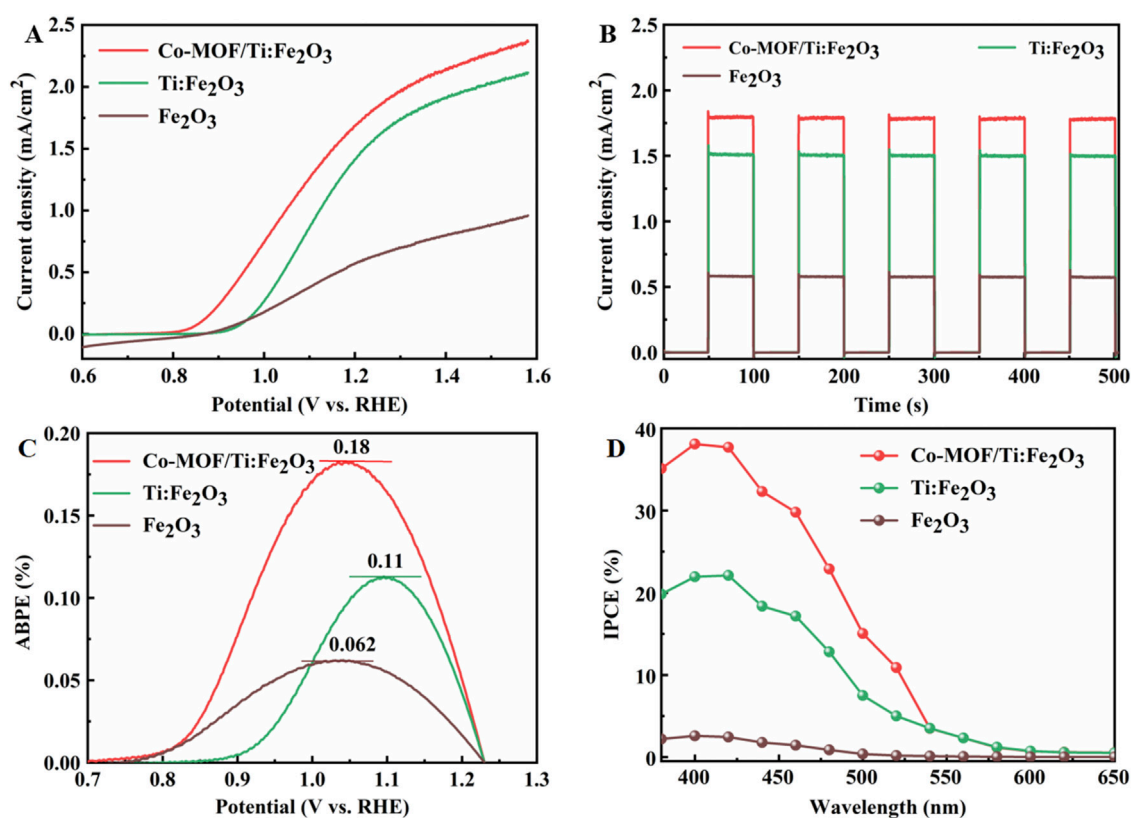 A
Co-MOF/Ti:Fe₂O₃
Ti:Fe₂O₃
Fe₂O₃
Current density (mA/cm²)
2.5
2.0
1.5
1.0
0.5
0.0
0.6 0.8 1.0 1.2 1.4 1.6
Potential (V vs. RHE)
B
Co-MOF/Ti:Fe₂O₃ Ti:Fe₂O₃
Fe₂O₃
Current density (mA/cm²)
2.5
2.0
1.5
1.0
0.5
0.0
0 100 200 300 400 500
Time (s)
C
Co-MOF/Ti:Fe₂O₃
Ti:Fe₂O₃
Fe₂O₃
0.18
0.11
0.062
ABPE (%)
0.20
0.15
0.10
0.05
0.00
0.7 0.8 0.9 1.0 1.1 1.2 1.3
Potential (V vs. RHE)
D
Co-MOF/Ti:Fe₂O₃
Ti:Fe₂O₃
Fe₂O₃
IPCE (%)
40
30
20
10
0
400 450 500 550 600 650
Wavelength (nm)